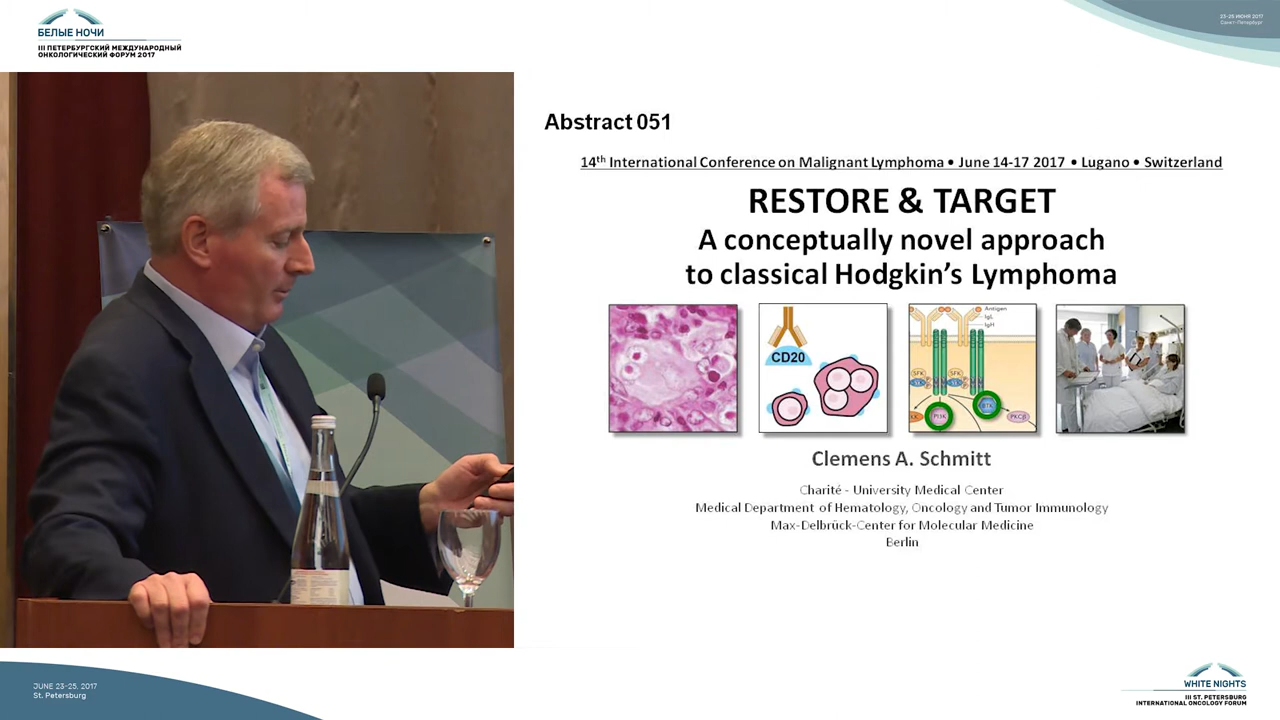 БЕЛЫЕ НОЧИ
III ПЕТЕРБУРГСКИЙ МЕЖДУНАРОДНЫЙ
ОНКОЛОГИЧЕСКИЙ ФОРУМ 2017
23-25 ИЮНЯ 2017
Санкт-Петербург
Abstract 051
14th International Conference on Malignant Lymphoma • June 14-17 2017 • Lugano • Switzerland
RESTORE & TARGET
A conceptually novel approach
to classical Hodgkin's Lymphoma
CD20
Antigen
IgL
IgH
SFK
SFK
PI3K
BTK
PKCβ
Clemens A. Schmitt
Charité - University Medical Center
Medical Department of Hematology, Oncology and Tumor Immunology
Max-Delbrück-Center for Molecular Medicine
Berlin
JUNE 23-25, 2017
St. Petersburg
WHITE NIGHTS
III ST. PETERSBURG
INTERNATIONAL ONCOLOGY FORUM